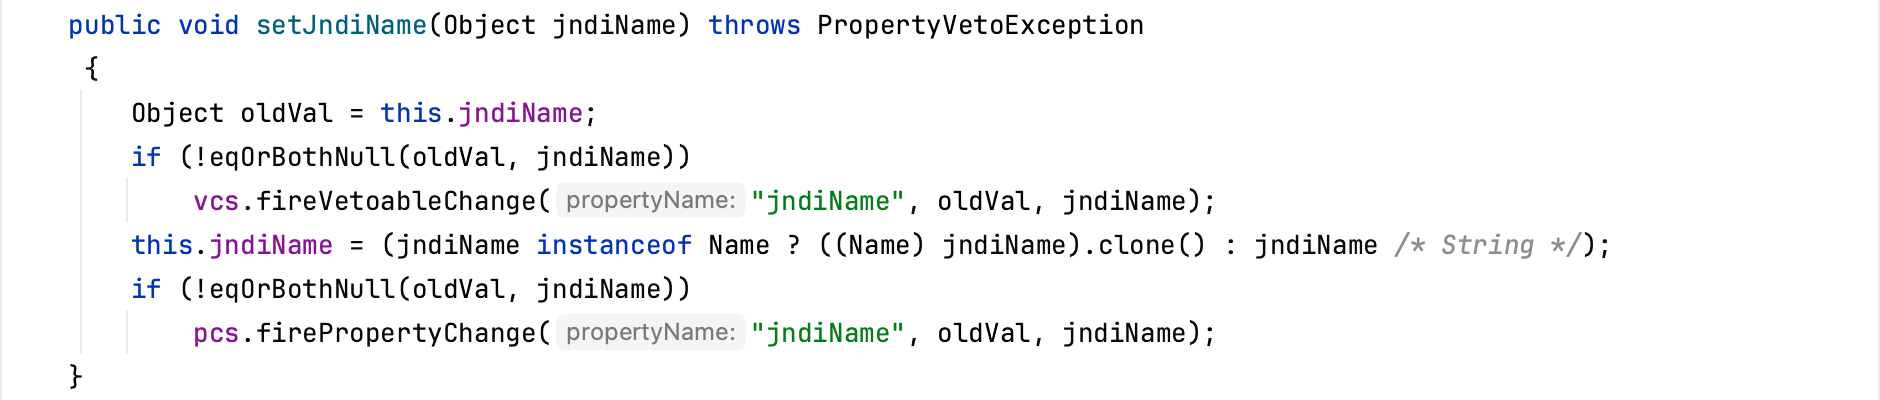 public void setJndiName(Object jndiName) throws PropertyVetoException
{
Object oldVal = this.jndiName;
if (!eqOrBothNull(oldVal, jndiName))
vcs.fireVetoableChange( propertyName: "jndiName", oldVal, jndiName);
this.jndiName = (jndiName instanceof Name ? ((Name) jndiName).clone() : jndiName /* String */);
if (!eqOrBothNull(oldVal, jndiName))
pcs.firePropertyChange( propertyName: "jndiName", oldVal, jndiName);
}